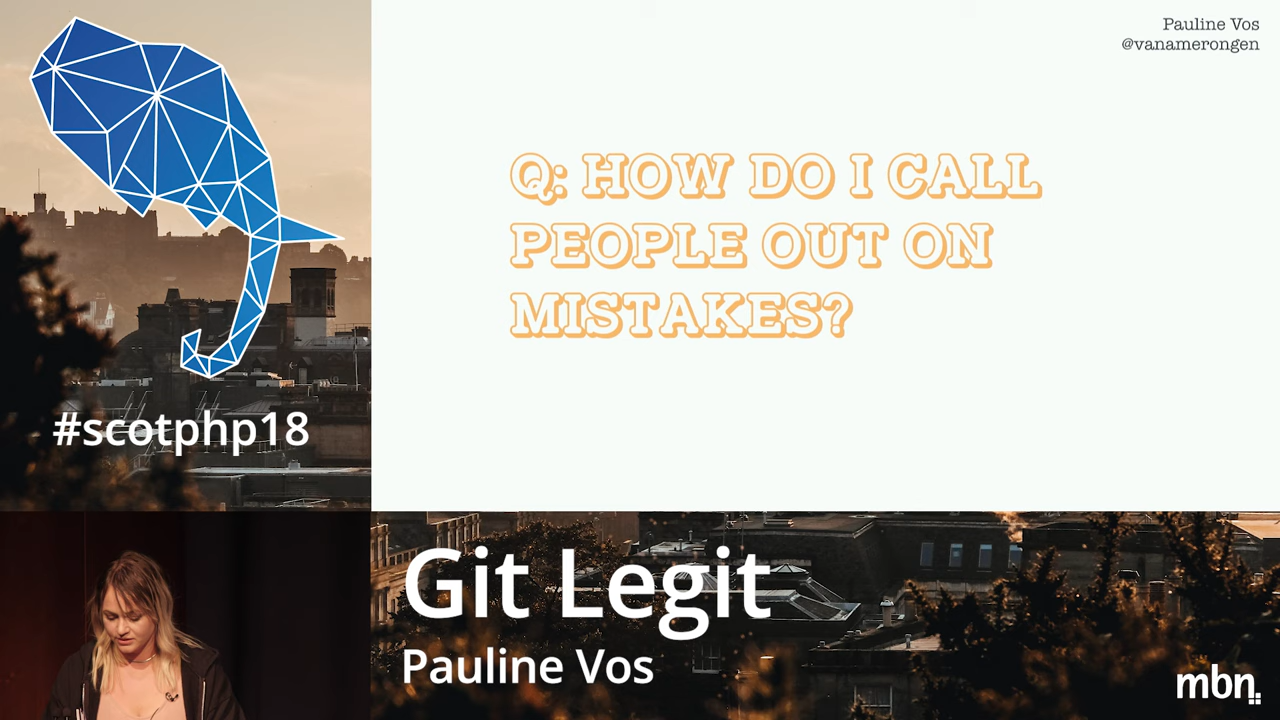 Pauline Vos
@vanamerongen
Q: HOW DO I CALL
PEOPLE OUT ON
MISTAKES?
#scotphp18
Git Legit
Pauline Vos
mbn